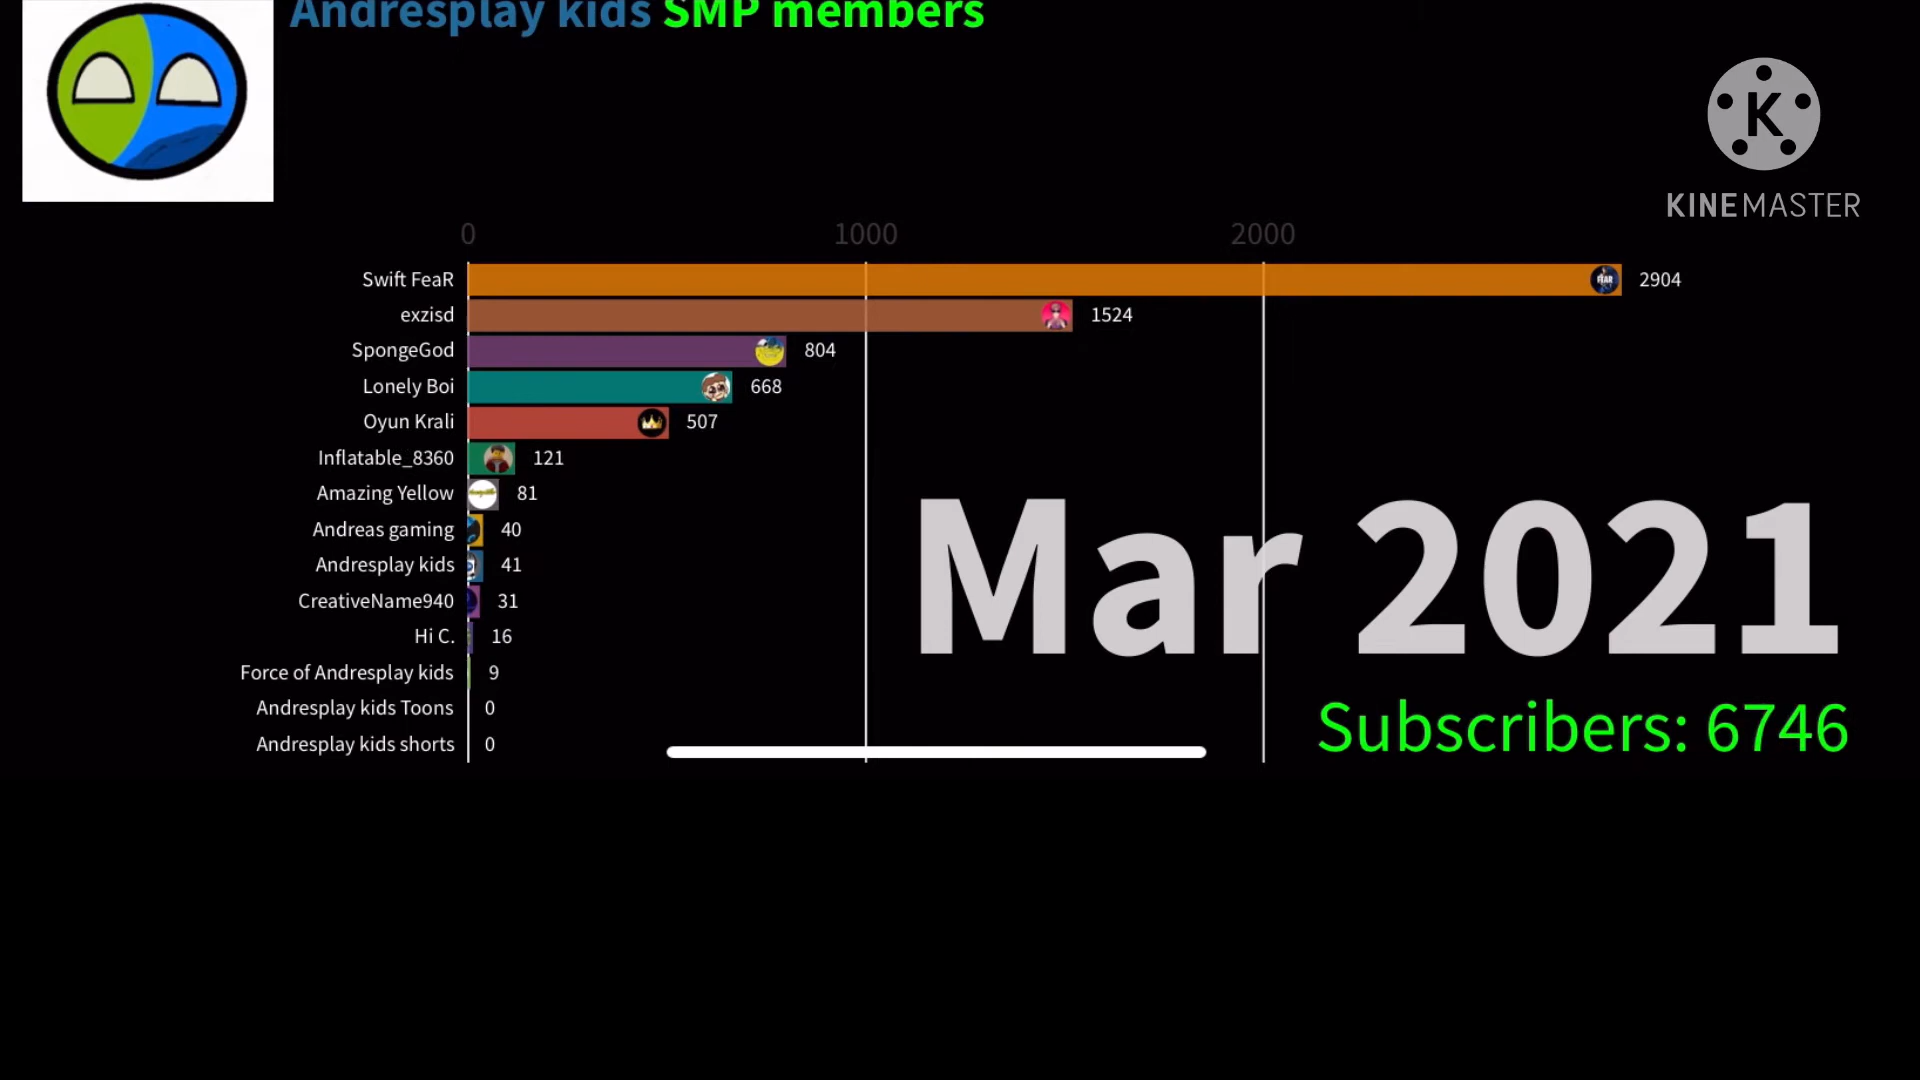 Andresplay kids SMP members
K
KINEMASTER
0 1000 2000
Swift FeaR FEAR 2904
exzisd 1524
SpongeGod 804
Lonely Boi 668
Oyun Krali 507
Inflatable_8360 121
Amazing Yellow 81
Andreas gaming 40
Andresplay kids 41
CreativeName940 31
Hi C. 16
Force of Andresplay kids 9
Andresplay kids Toons 0
Andresplay kids shorts 0
Mar 2021
Subscribers: 6746